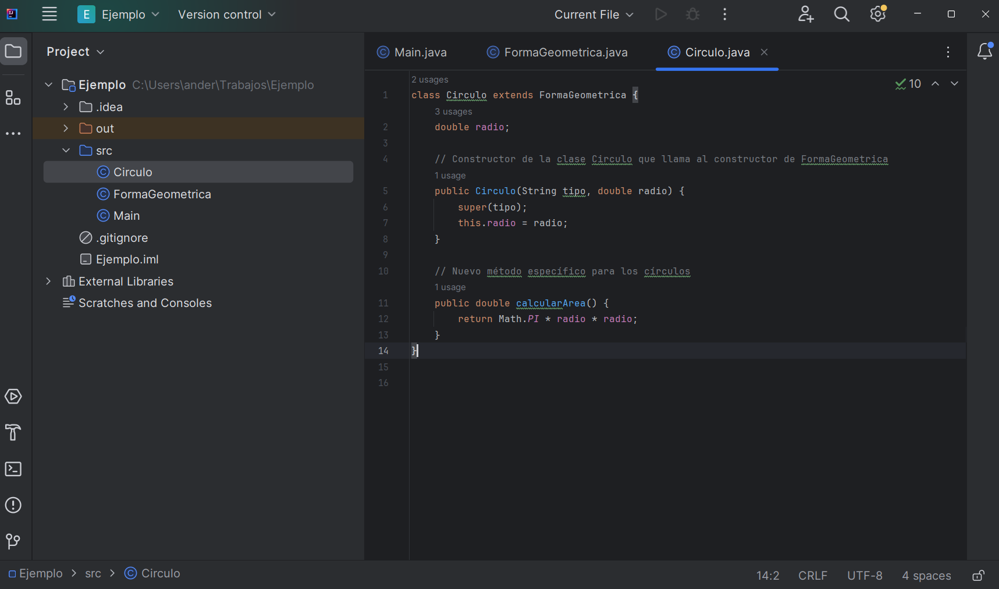 E Ejemplo Version control Current File
Project
Ejemplo C:\Users\ander\Trabajos\Ejemplo
.idea
out
src
Circulo
FormaGeometrica
Main
.gitignore
Ejemplo.iml
External Libraries
Scratches and Consoles
Main.java FormaGeometrica.java Circulo.java
10
2 usages
1 class Circulo extends FormaGeometrica {
3 usages
2 double radio;
3
4 // Constructor de la clase Circulo que llama al constructor de FormaGeometrica
1 usage
5 public Circulo(String tipo, double radio) {
6 super(tipo);
7 this.radio = radio;
8 }
9
10 // Nuevo método específico para los círculos
1 usage
11 public double calcularArea() {
12 return Math.PI * radio * radio;
13 }
14 }
15
16
Ejemplo > src > Circulo
14:2 CRLF UTF-8 4 spaces